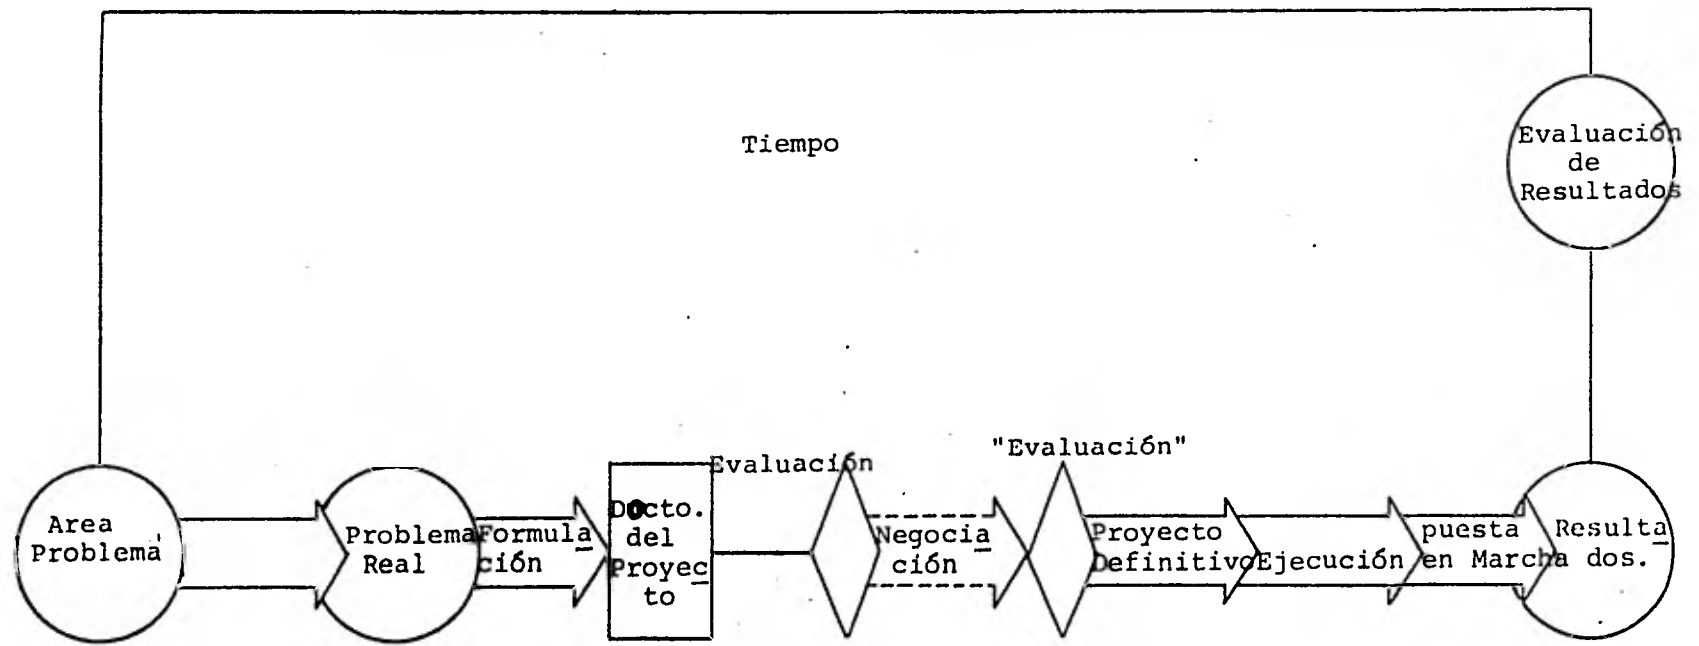 Tiempo
Evaluación
de
Resultados
Area
Problema
Problema
Real
Formula
ción
Docto.
del
Proyec
to
Evaluación
Negocia
ción
"Evaluación"
Proyecto
Definitivo
Ejecución
puesta
en Marcha
Resulta
dos.